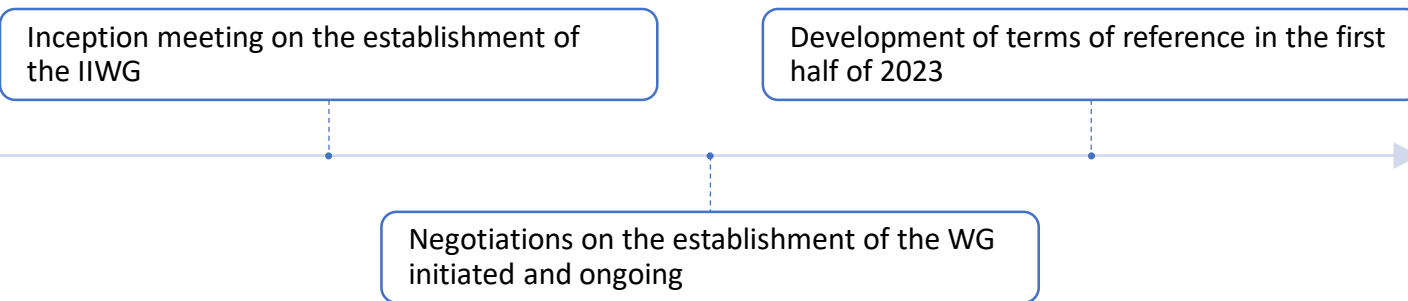 Inception meeting on the establishment of
the IIWG
Negotiations on the establishment of the WG
initiated and ongoing
Development of terms of reference in the first
half of 2023